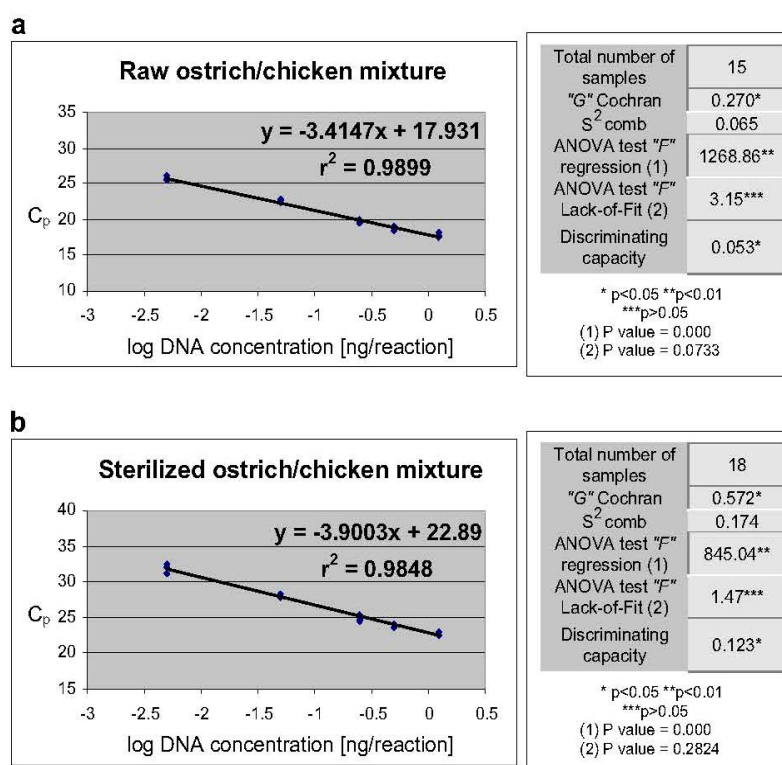 a
Raw ostrich/chicken mixture
35
30
25
20
15
10
Cp
y = -3.4147x + 17.931
r² = 0.9899
-3 -2.5 -2 -1.5 -1 -0.5 0 0.5
log DNA concentration [ng/reaction]
Total number of
samples
15
"G" Cochran 0.270*
S² comb 0.065
ANOVA test "F"
regression (1)
1268.86**
ANOVA test "F"
Lack-of-Fit (2)
3.15***
Discriminating
capacity
0.053*
* p<0.05 **p<0.01
***p>0.05
(1) P value = 0.000
(2) P value = 0.0733
b
Sterilized ostrich/chicken mixture
40
35
30
25
20
15
Cp
y = -3.9003x + 22.89
r² = 0.9848
-3 -2.5 -2 -1.5 -1 -0.5 0 0.5
log DNA concentration [ng/reaction]
Total number of
samples
18
"G" Cochran 0.572*
S² comb 0.174
ANOVA test "F"
regression (1)
845.04**
ANOVA test "F"
Lack-of-Fit (2)
1.47***
Discriminating
capacity
0.123*
* p<0.05 **p<0.01
***p>0.05
(1) P value = 0.000
(2) P value = 0.2824